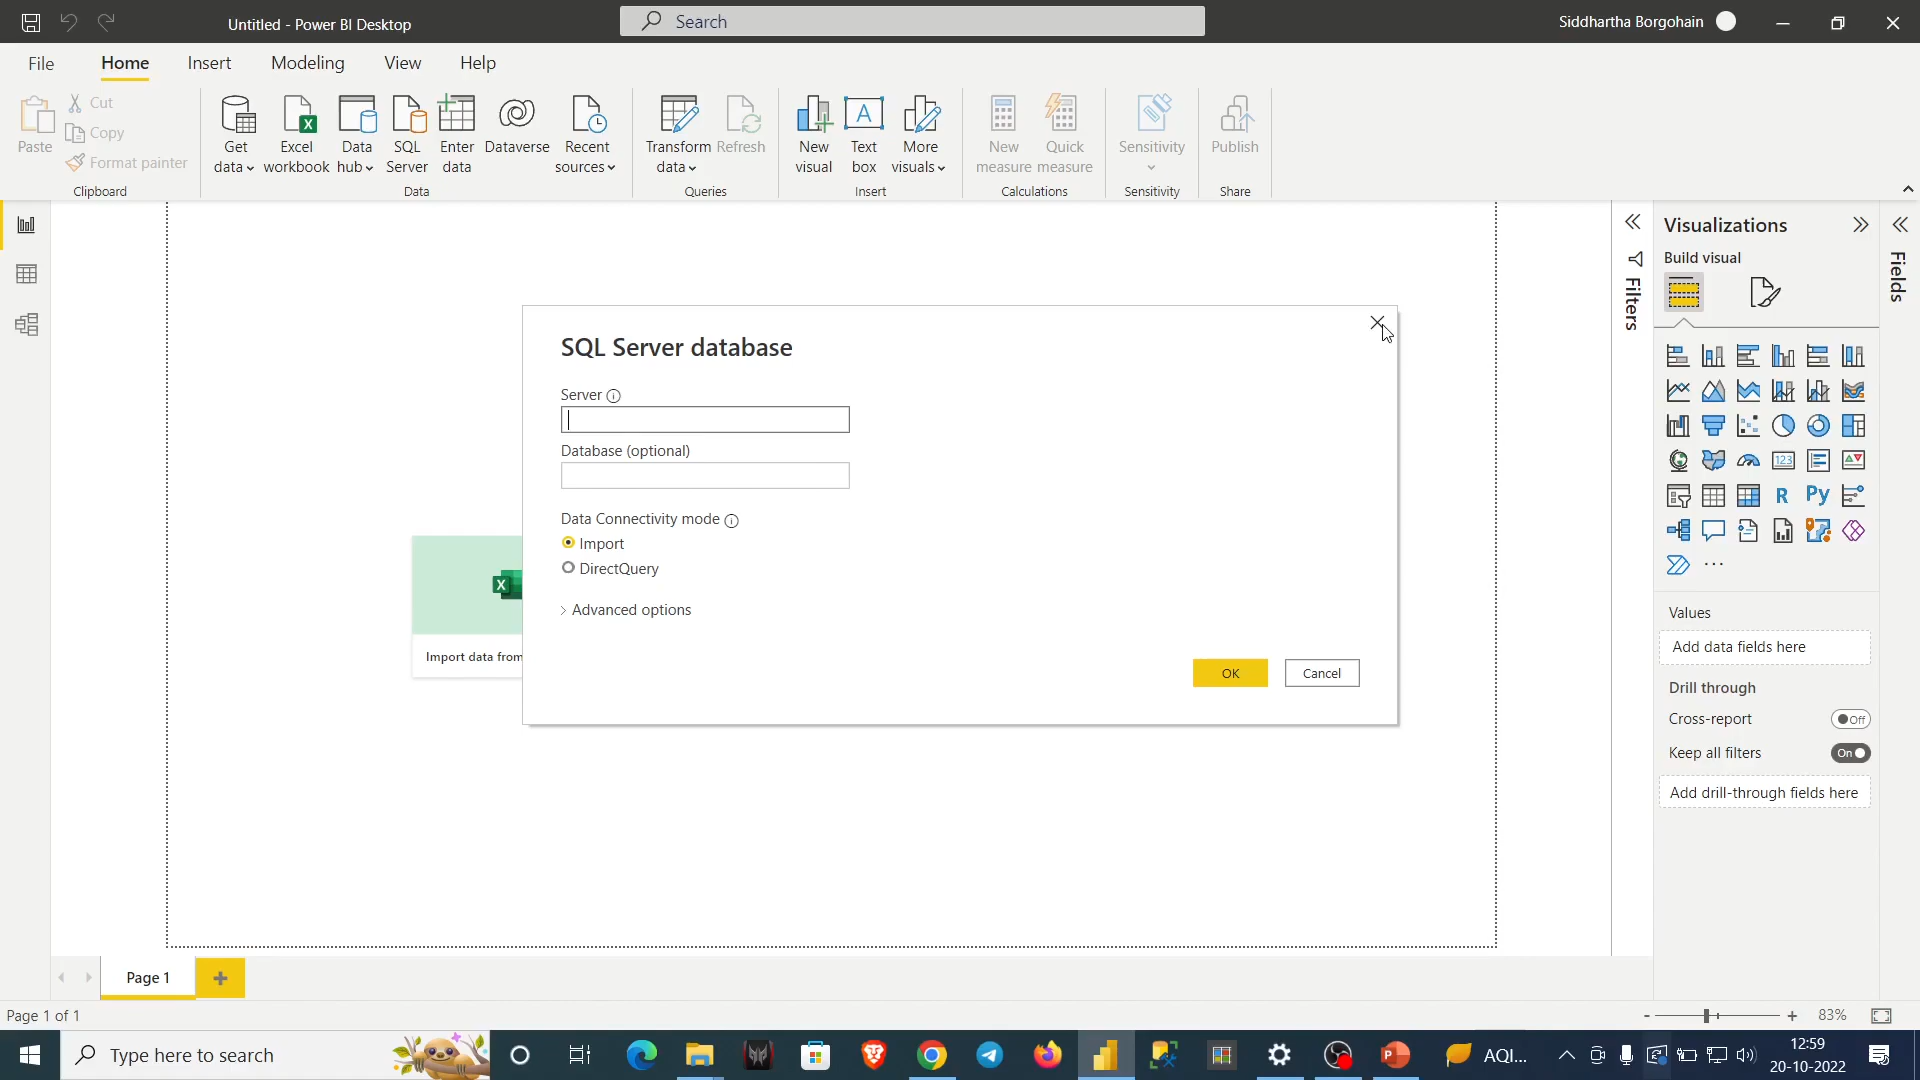 Untitled - Power BI Desktop
Search
Siddhartha Borgohain
File Home Insert Modeling View Help
Paste
Cut
Copy
Format painter
Clipboard
Get data
Excel workbook
Data hub
SQL Server
Enter data
Dataverse
Recent sources
Data
Transform data
Refresh
Queries
New visual
A
Text box
More visuals
Insert
New measure
Quick measure
Calculations
Sensitivity
Sensitivity
Publish
Share
SQL Server database
Server
Database (optional)
Data Connectivity mode
Import
DirectQuery
Advanced options
OK
Cancel
X
Import data from
Filters
Visualizations
Build visual
123
R
Py
Values
Add data fields here
Drill through
Cross-report
Off
Keep all filters
On
Add drill-through fields here
Fields
Page 1
Page 1 of 1
83%
Type here to search
P
AQI...
12:59
20-10-2022